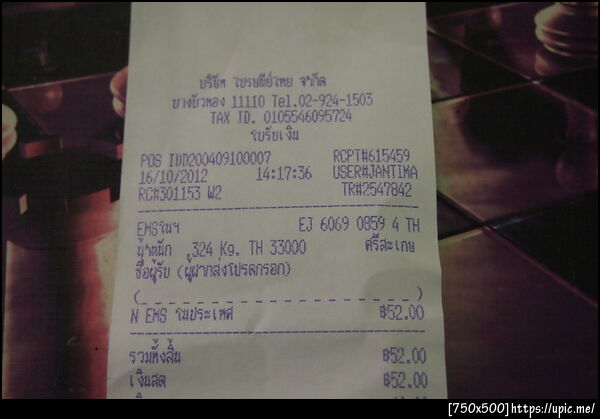 บริษัท ไปรษณีย์ไทย จำกัด
บางบัวทอง 11110 Tel.02-924-1503
TAX ID. 0105546095724
ใบรับเงิน
POS IDD200409100007 RCPT#615459
16/10/2012 14:17:36 USER#JANTIMA
RC#301153 W2 TR#2547842
EMSในฯ EJ 6069 0859 4 TH
น้ำหนัก .324 Kg. TH 33000 ศรีสะเกษ
ชื่อผู้รับ (ผู้ฝากส่งโปรดกรอก)
(_ _ _ _ _ _ _ _ _ _ _ _ _ _ _ _ _)
N EMS ในประเทศ ฿52.00
รวมทั้งสิ้น ฿52.00
เงินสด ฿52.00
[750x500]https://upic.me/